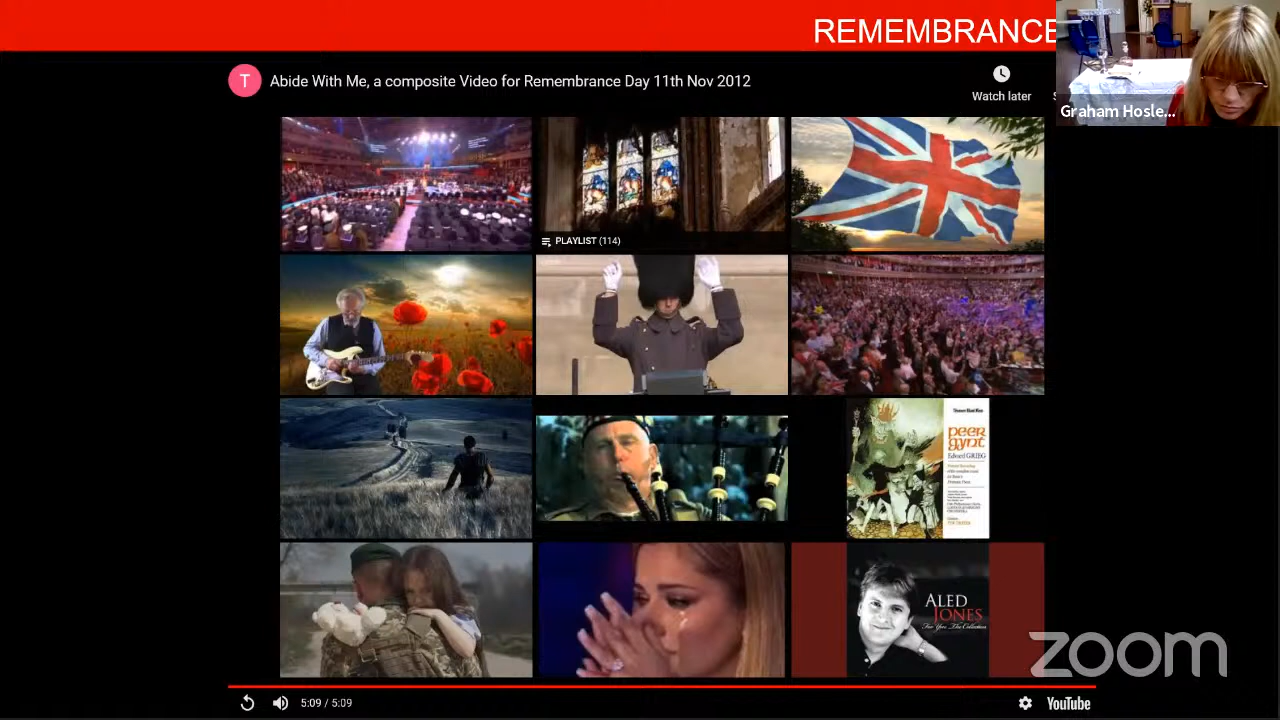 REMEMBRANCE
T
Abide With Me, a composite Video for Remembrance Day 11th Nov 2012
Watch later
Graham Hosle...
PLAYLIST (114)
peer
gynt
Edvard GRIEG
ALED
JONES
zoom
5:09 / 5:09
YouTube